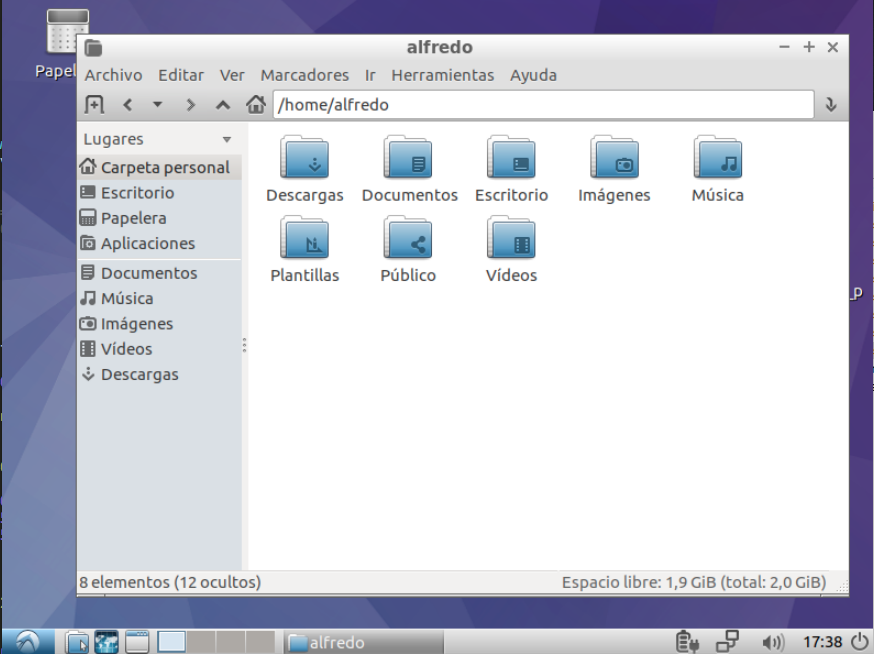 alfredo
Papel
Archivo Editar Ver Marcadores Ir Herramientas Ayuda
/home/alfredo
Lugares
Carpeta personal
Escritorio
Papelera
Aplicaciones
Documentos
Música
Imágenes
Vídeos
Descargas
Descargas Documentos Escritorio Imágenes Música
Plantillas Público Vídeos
_p
8 elementos (12 ocultos) Espacio libre: 1,9 GiB (total: 2,0 GiB)
alfredo 17:38